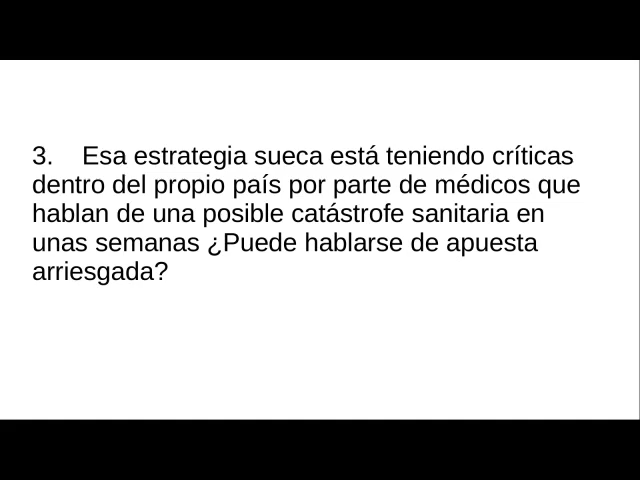 3. Esa estrategia sueca está teniendo críticas
dentro del propio país por parte de médicos que
hablan de una posible catástrofe sanitaria en
unas semanas ¿Puede hablarse de apuesta
arriesgada?